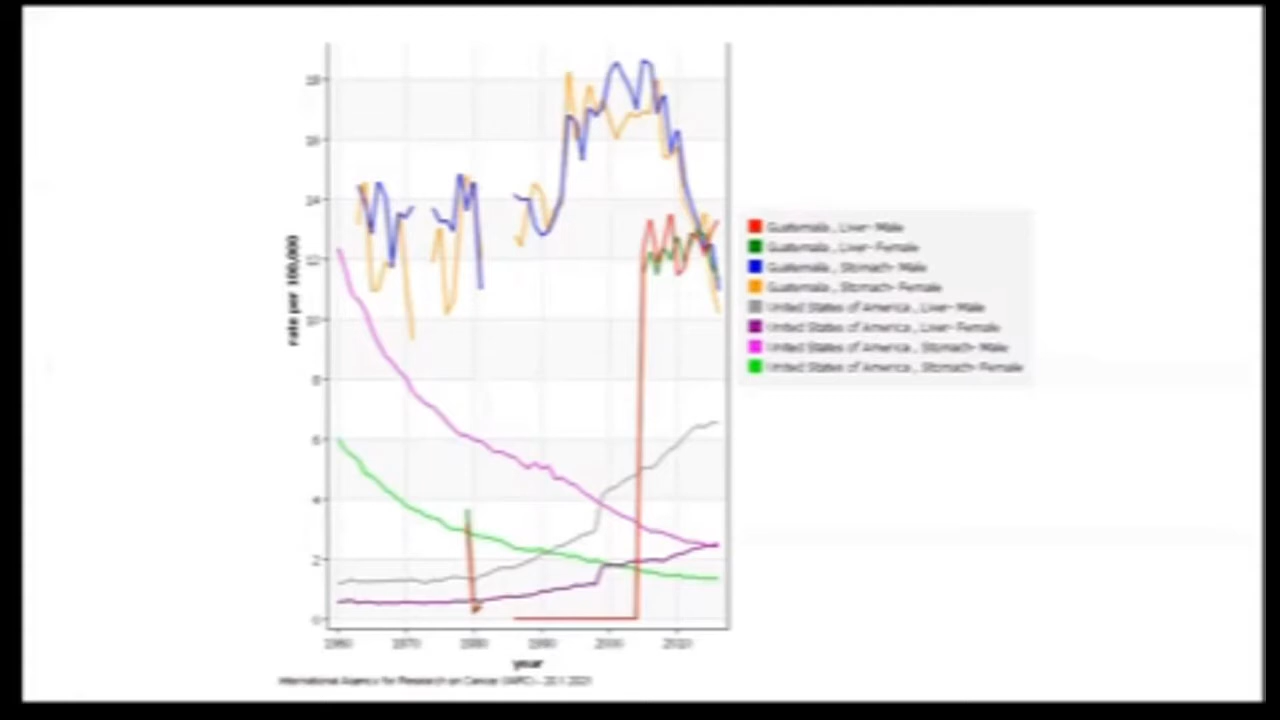 18
16
14
12
10
8
6
4
2
0
rate per 100,000
1960 1970 1980 1990 2000 2010
year
International Agency for Research on Cancer (IARC) -
Guatemala , Liver- Male
Guatemala , Liver- Female
Guatemala , Stomach- Male
Guatemala , Stomach- Female
United States of America , Liver- Male
United States of America , Liver- Female
United States of America , Stomach- Male
United States of America , Stomach- Female